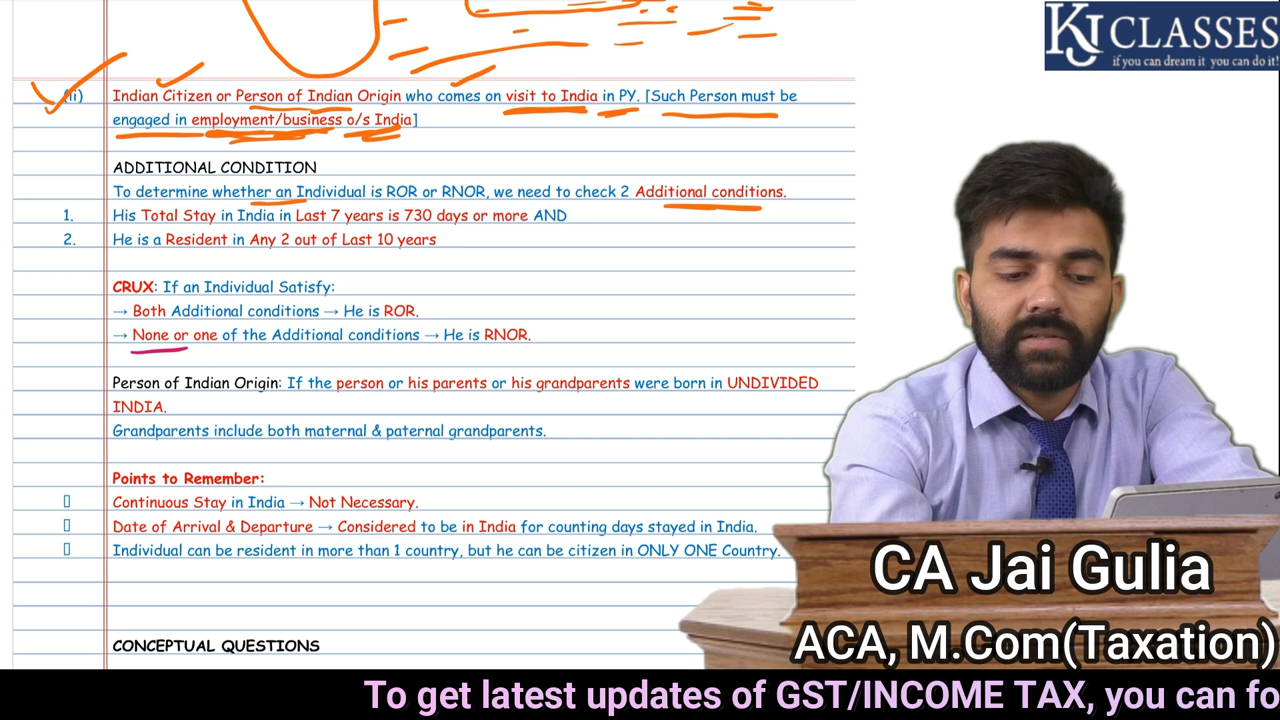 KJ CLASSES
if you can dream it you can do it!
(ii) Indian Citizen or Person of Indian Origin who comes on visit to India in PY. [Such Person must be
engaged in employment/business o/s India]
ADDITIONAL CONDITION
To determine whether an Individual is ROR or RNOR, we need to check 2 Additional conditions.
1. His Total Stay in India in Last 7 years is 730 days or more AND
2. He is a Resident in Any 2 out of Last 10 years
CRUX: If an Individual Satisfy:
→ Both Additional conditions → He is ROR.
→ None or one of the Additional conditions → He is RNOR.
Person of Indian Origin: If the person or his parents or his grandparents were born in UNDIVIDED
INDIA.
Grandparents include both maternal & paternal grandparents.
Points to Remember:
Continuous Stay in India → Not Necessary.
Date of Arrival & Departure → Considered to be in India for counting days stayed in India.
Individual can be resident in more than 1 country, but he can be citizen in ONLY ONE Country.
CONCEPTUAL QUESTIONS
CA Jai Gulia
ACA, M.Com(Taxation)
To get latest updates of GST/INCOME TAX, you can fo